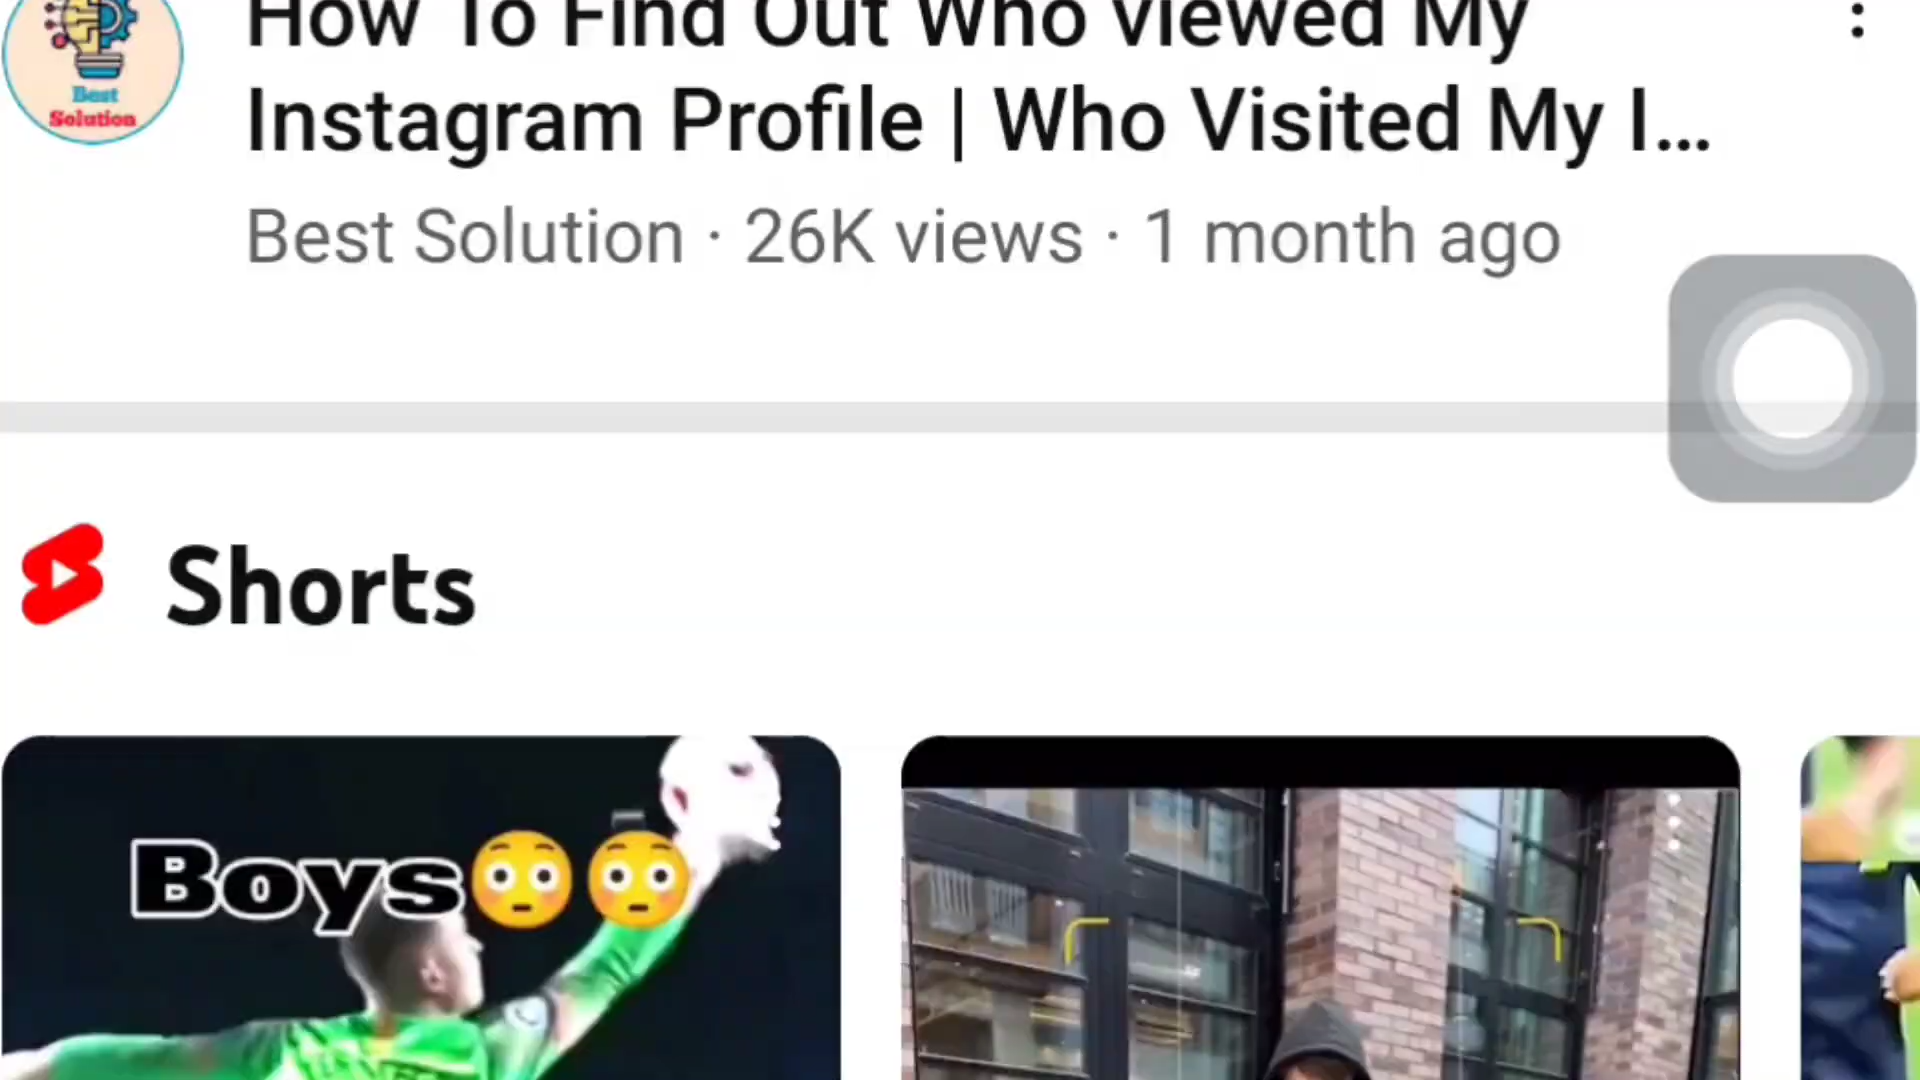 How To Find Out Who viewed My
Instagram Profile | Who Visited My I...
Best
Solution
Best Solution · 26K views · 1 month ago
Shorts
Boys😳😳